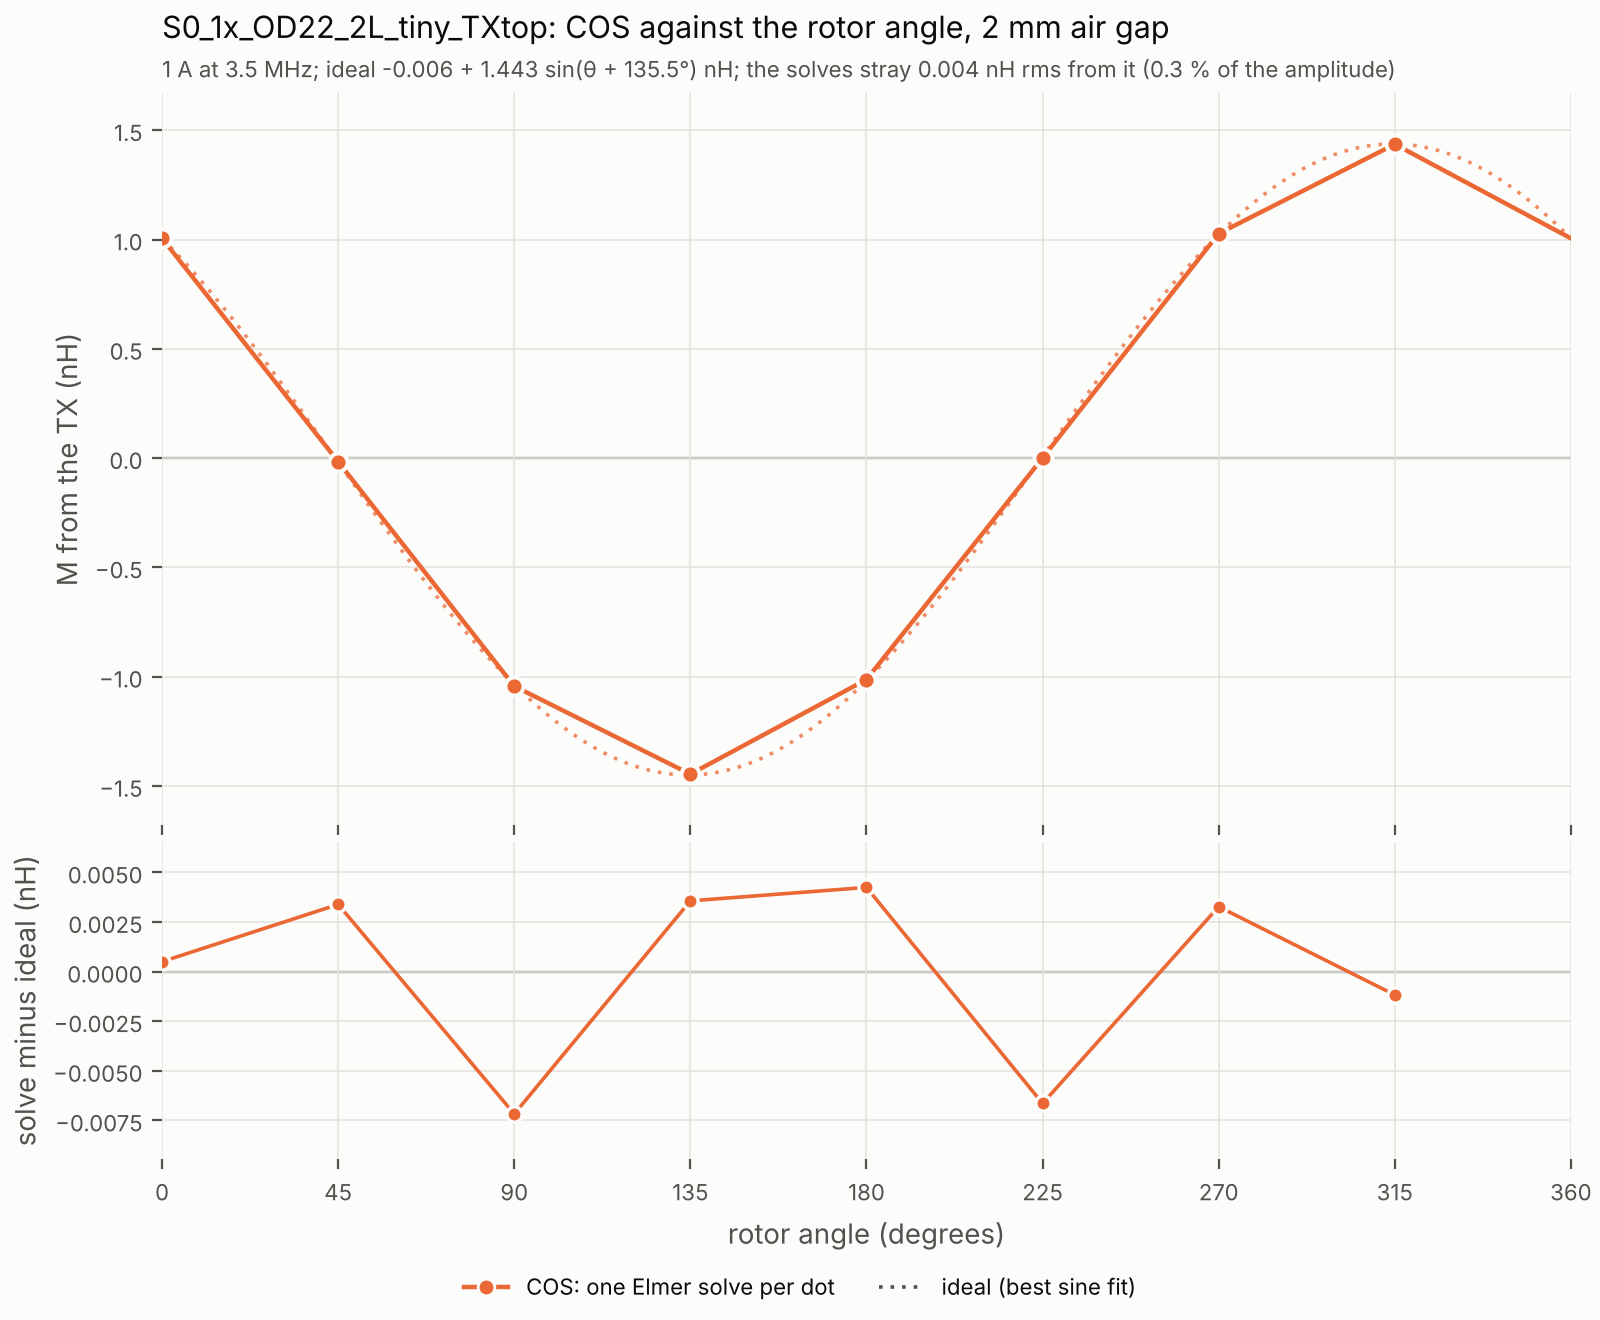 S0_1x_OD22_2L_tiny_TXtop: COS against the rotor angle, 2 mm air gap
1 A at 3.5 MHz; ideal -0.006 + 1.443 sin(θ + 135.5°) nH; the solves stray 0.004 nH rms from it (0.3 % of the amplitude)
M from the TX (nH)
1.5
1.0
0.5
0.0
−0.5
−1.0
−1.5
solve minus ideal (nH)
0.0050
0.0025
0.0000
−0.0025
−0.0050
−0.0075
0 45 90 135 180 225 270 315 360
rotor angle (degrees)
COS: one Elmer solve per dot ideal (best sine fit)